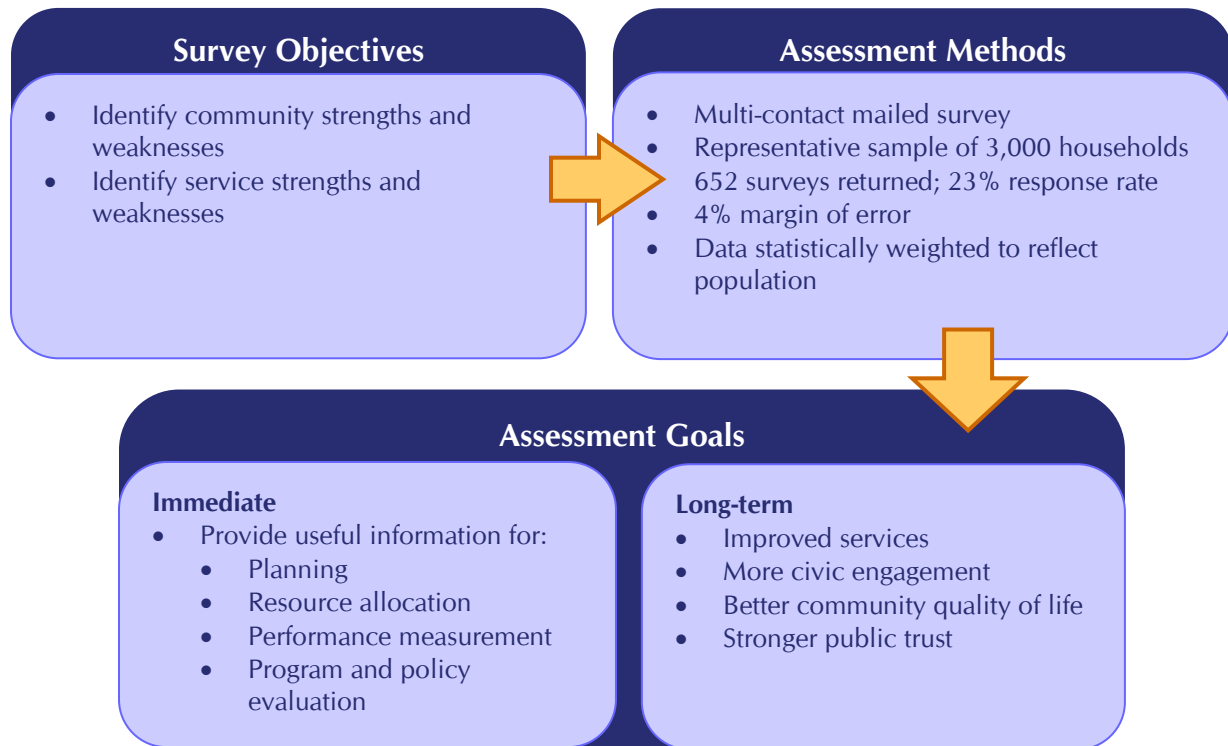 Survey Objectives
• Identify community strengths and
weaknesses
• Identify service strengths and
weaknesses
Assessment Methods
• Multi-contact mailed survey
• Representative sample of 3,000 households
652 surveys returned; 23% response rate
• 4% margin of error
• Data statistically weighted to reflect
population
Assessment Goals
Immediate
• Provide useful information for:
• Planning
• Resource allocation
• Performance measurement
• Program and policy
evaluation
Long-term
• Improved services
• More civic engagement
• Better community quality of life
• Stronger public trust